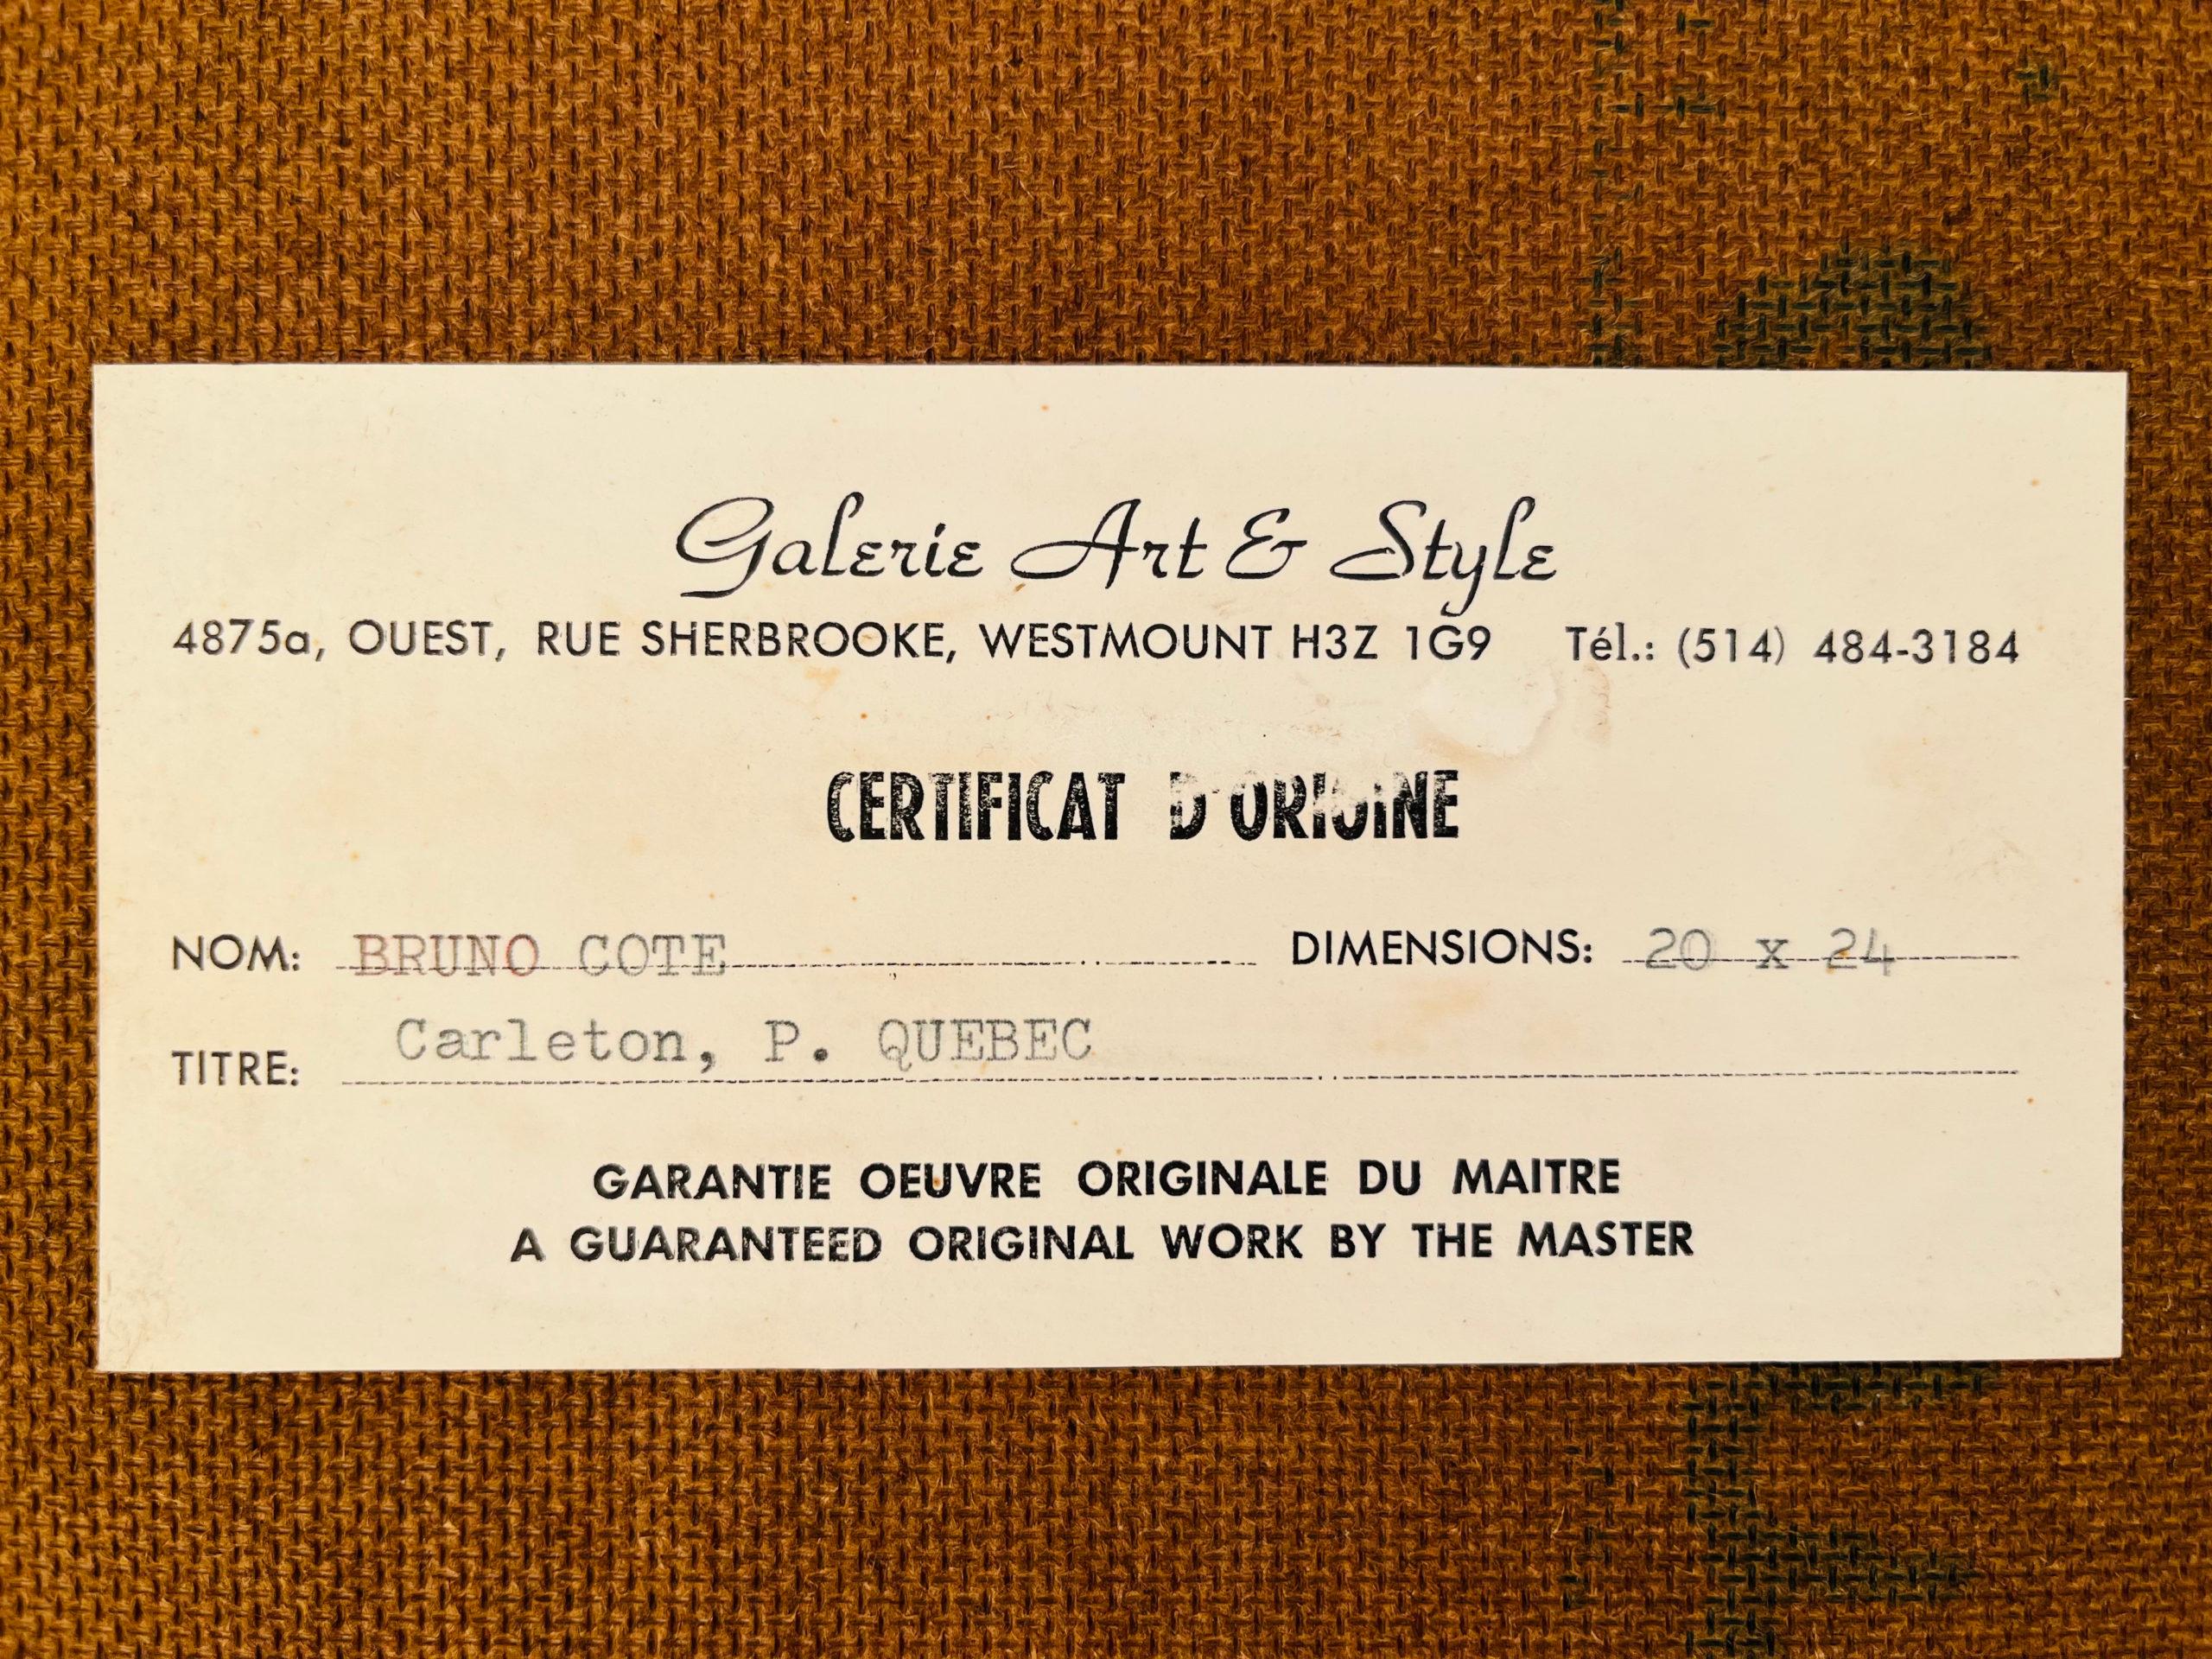 Galerie Art & Style
4875a, OUEST, RUE SHERBROOKE, WESTMOUNT H3Z 1G9 Tél.: (514) 484-3184
CERTIFICAT D'ORIGINE
NOM: BRUNO COTE DIMENSIONS: 20 x 24
TITRE: Carleton, P. QUEBEC
GARANTIE OEUVRE ORIGINALE DU MAITRE
A GUARANTEED ORIGINAL WORK BY THE MASTER